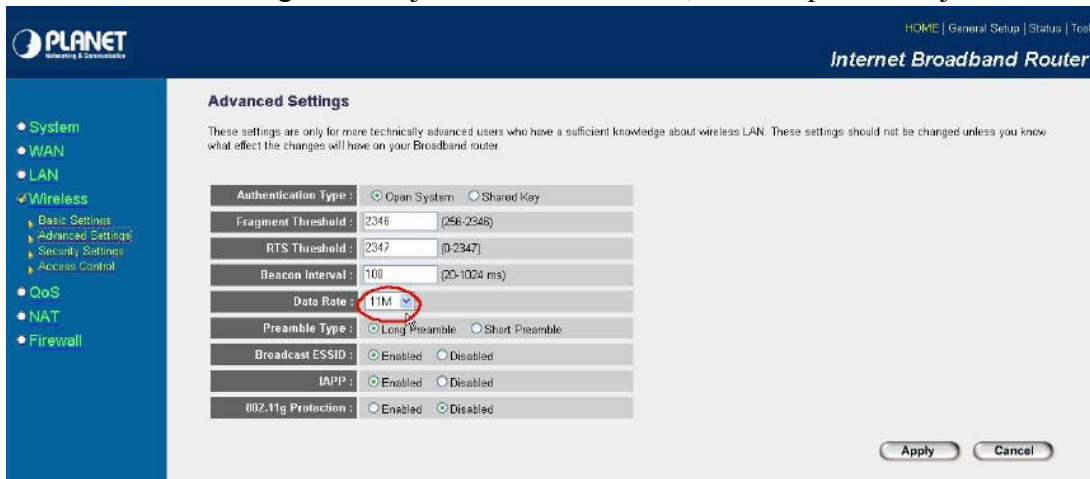 PLANET
Networking & Communication
HOME | General Setup | Status | Tool
Internet Broadband Router
System
WAN
LAN
Wireless
Basic Settings
Advanced Settings
Security Settings
Access Control
QoS
NAT
Firewall
Advanced Settings
These settings are only for more technically advanced users who have a sufficient knowledge about wireless LAN. These settings should not be changed unless you know
what effect the changes will have on your Broadband router.
Authentication Type : Open System Shared Key
Fragment Threshold : 2346 (256-2346)
RTS Threshold : 2347 (0-2347)
Beacon Interval : 100 (20-1024 ms)
Data Rate : 11M
Preamble Type : Long Preamble Short Preamble
Broadcast ESSID : Enabled Disabled
IAPP : Enabled Disabled
802.11g Protection : Enabled Disabled
Apply Cancel